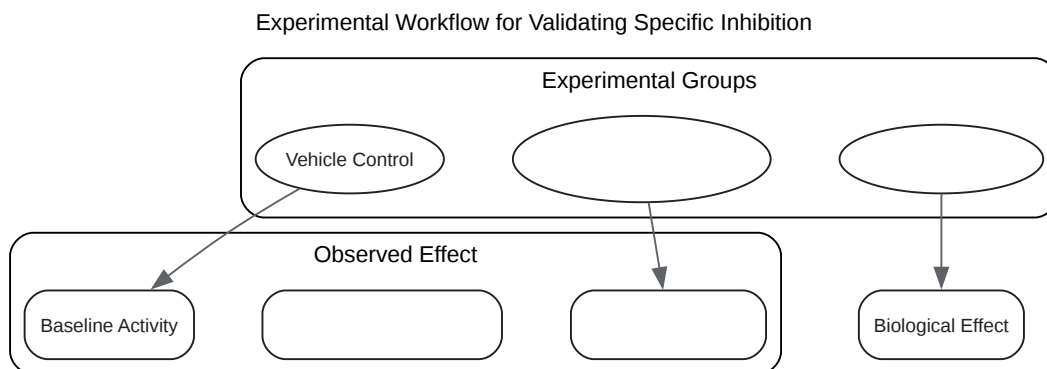 Experimental Workflow for Validating Specific Inhibition
Experimental Groups
Vehicle Control
Observed Effect
Baseline Activity
Biological Effect